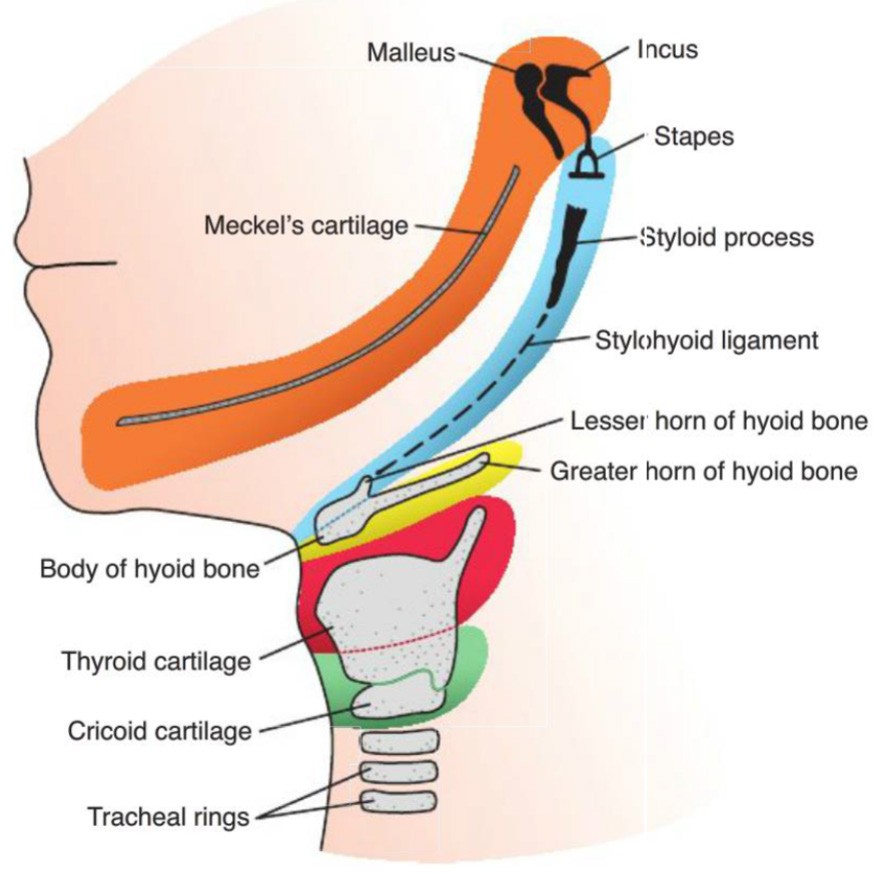 Malleus
Incus
Stapes
Meckel's cartilage
Styloid process
Stylohyoid ligament
Lesser horn of hyoid bone
Greater horn of hyoid bone
Body of hyoid bone
Thyroid cartilage
Cricoid cartilage
Tracheal rings